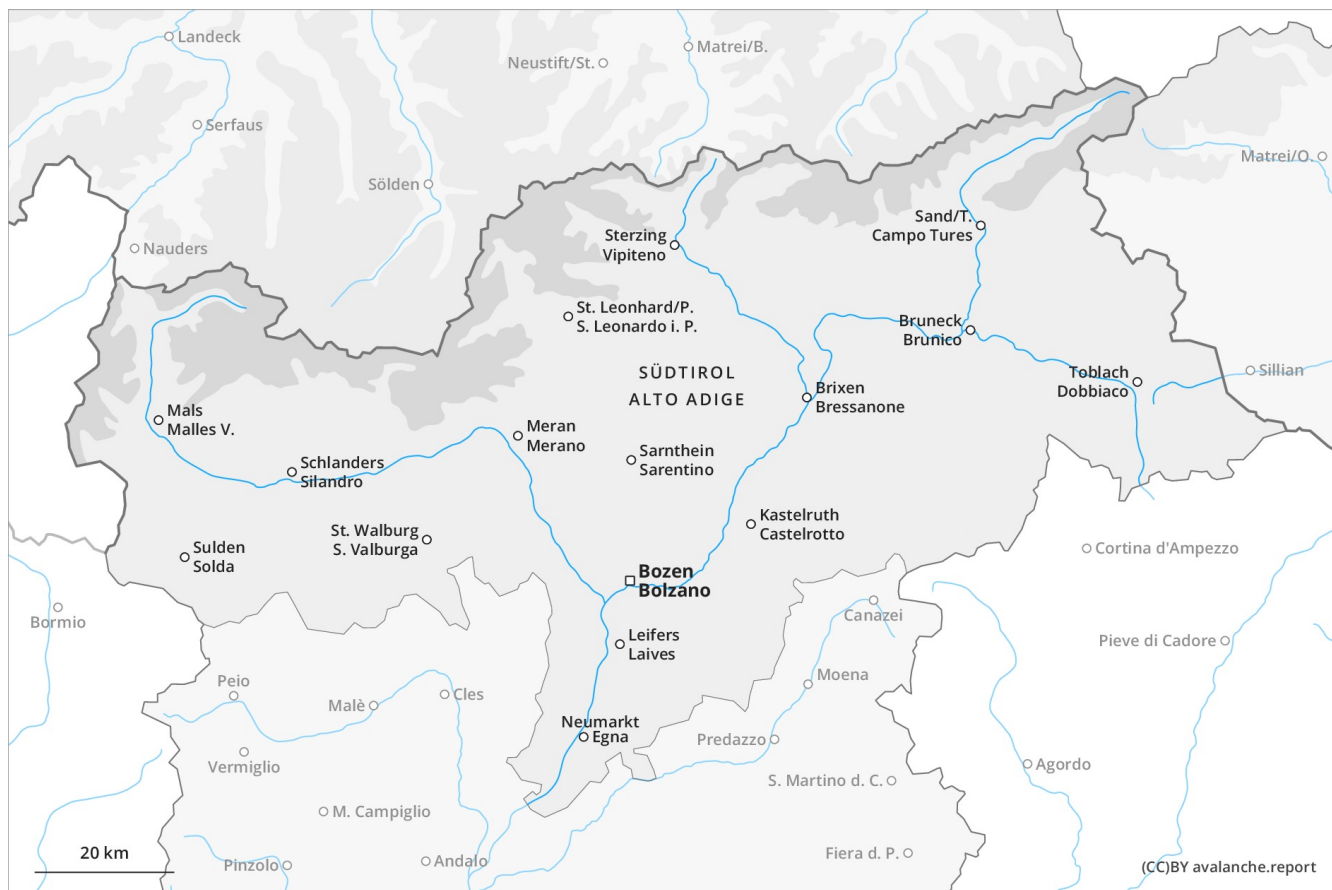 Landeck
Matrei/B.
Neustift/St.
Serfaus
Matrei/O.
Sölden
Nauders
Sand/T.
Campo Tures
Sterzing
Vipiteno
St. Leonhard/P.
S. Leonardo i. P.
Bruneck
Brunico
SÜDTIROL
ALTO ADIGE
Toblach
Dobbiaco
Sillian
Brixen
Bressanone
Mals
Malles V.
Meran
Merano
Sarnthein
Sarentino
Schlanders
Silandro
Kastelruth
Castelrotto
St. Walburg
S. Valburga
Sulden
Solda
Cortina d'Ampezzo
Bozen
Bolzano
Bormio
Canazei
Leifers
Laives
Pieve di Cadore
Peio
Moena
Malè
Cles
Neumarkt
Egna
Predazzo
Vermiglio
Agordo
S. Martino d. C.
M. Campiglio
20 km
Pinzolo
Andalo
Fiera d. P.
(CC)BY avalanche.report